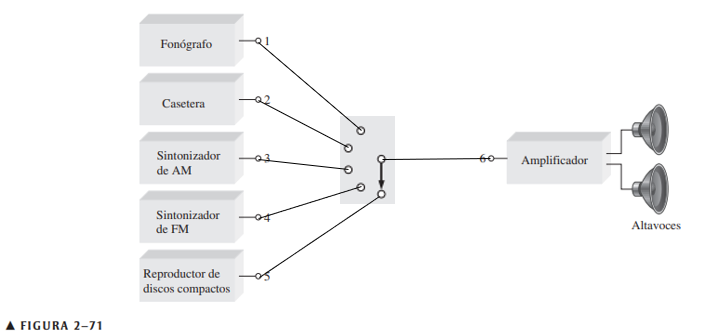 Fonógrafo
1
Casetera
2
Sintonizador
de AM
3
6
Amplificador
Sintonizador
de FM
4
Altavoces
Reproductor de
discos compactos
5
▲ FIGURA 2–71